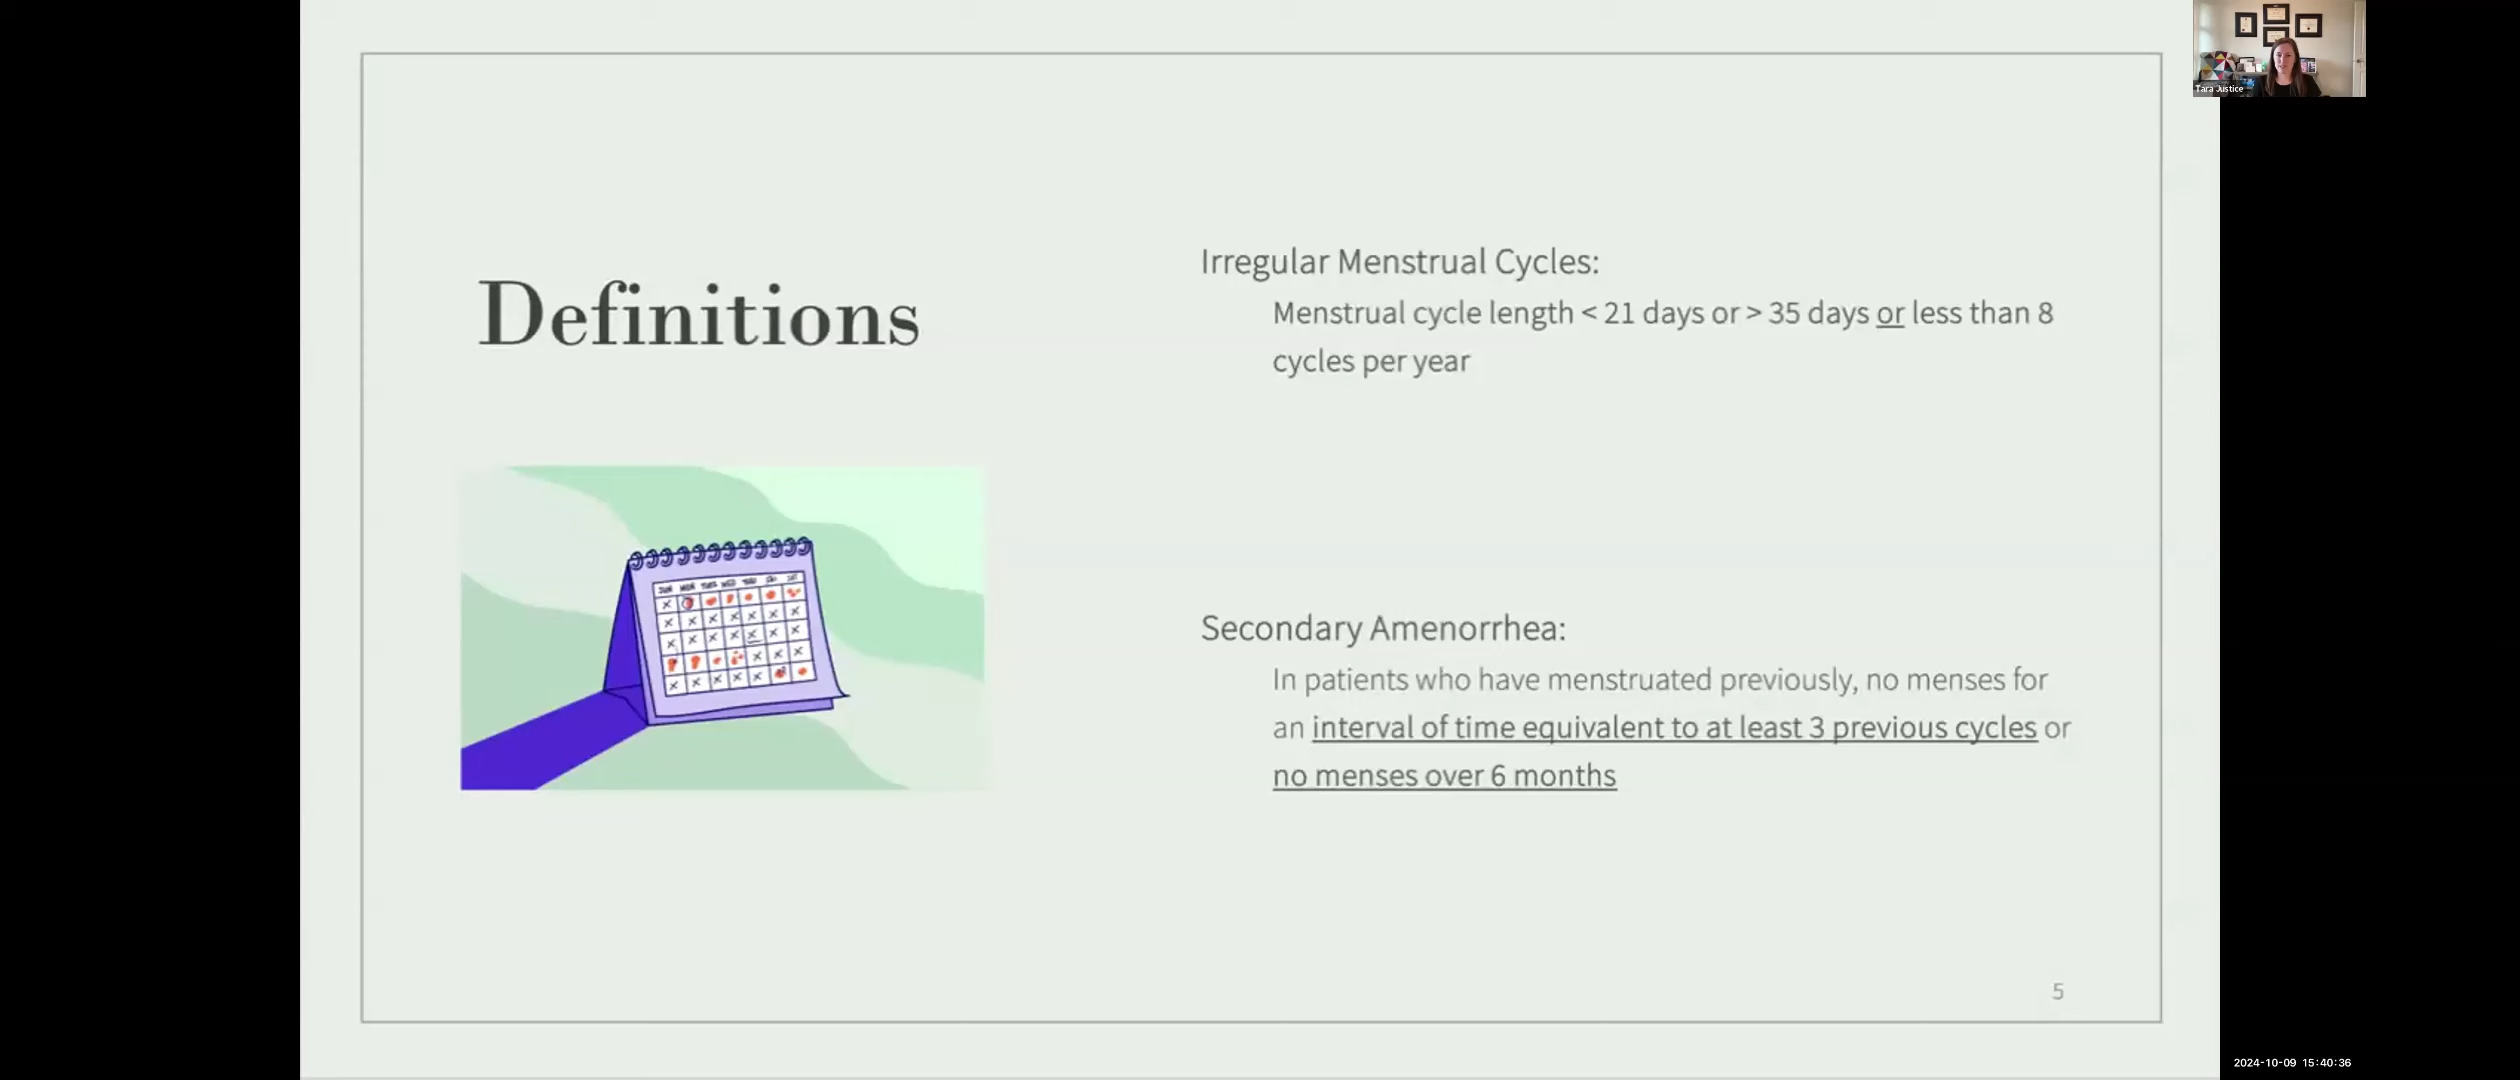 Tara Justice
Definitions
Irregular Menstrual Cycles:
Menstrual cycle length < 21 days or > 35 days or less than 8
cycles per year
Secondary Amenorrhea:
In patients who have menstruated previously, no menses for
an interval of time equivalent to at least 3 previous cycles or
no menses over 6 months
5
2024-10-09 15:40:36